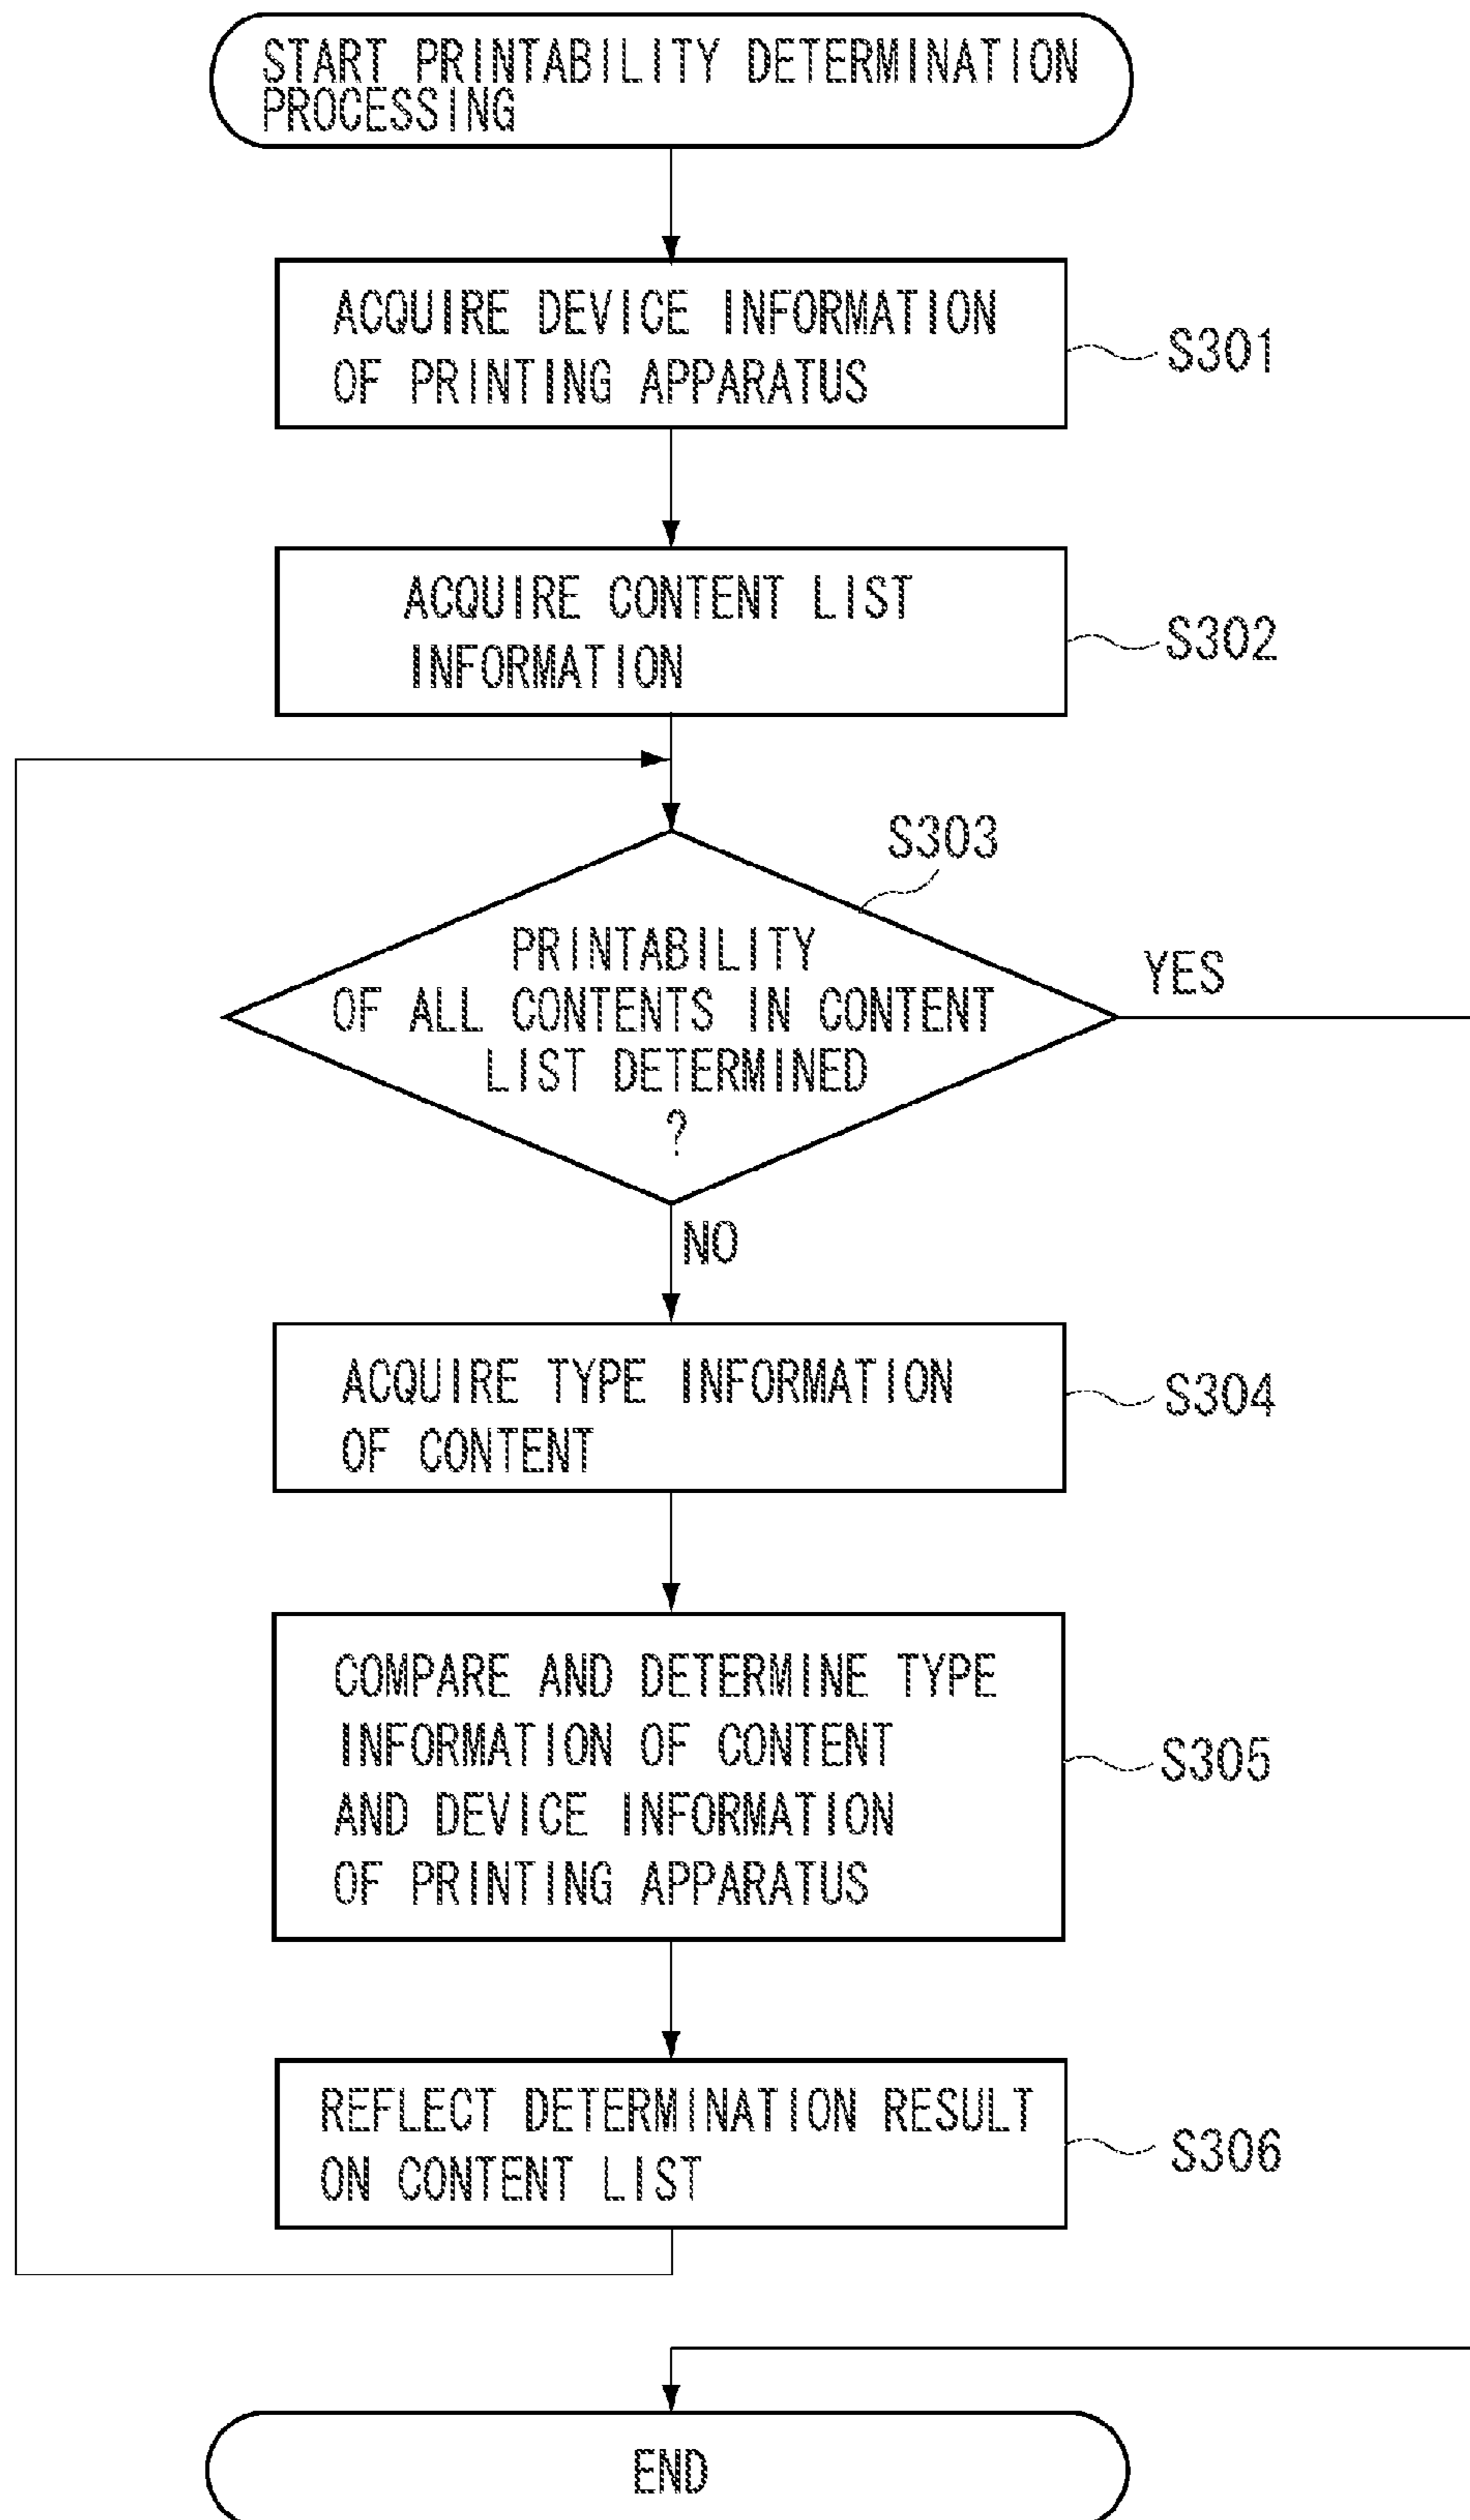 START PRINTABILITY DETERMINATION
PROCESSING
ACQUIRE DEVICE INFORMATION
OF PRINTING APPARATUS
S301
ACQUIRE CONTENT LIST
INFORMATION
S302
S303
PRINTABILITY
OF ALL CONTENTS IN CONTENT
LIST DETERMINED
?
YES
NO
ACQUIRE TYPE INFORMATION
OF CONTENT
S304
COMPARE AND DETERMINE TYPE
INFORMATION OF CONTENT
AND DEVICE INFORMATION
OF PRINTING APPARATUS
S305
REFLECT DETERMINATION RESULT
ON CONTENT LIST
S306
END